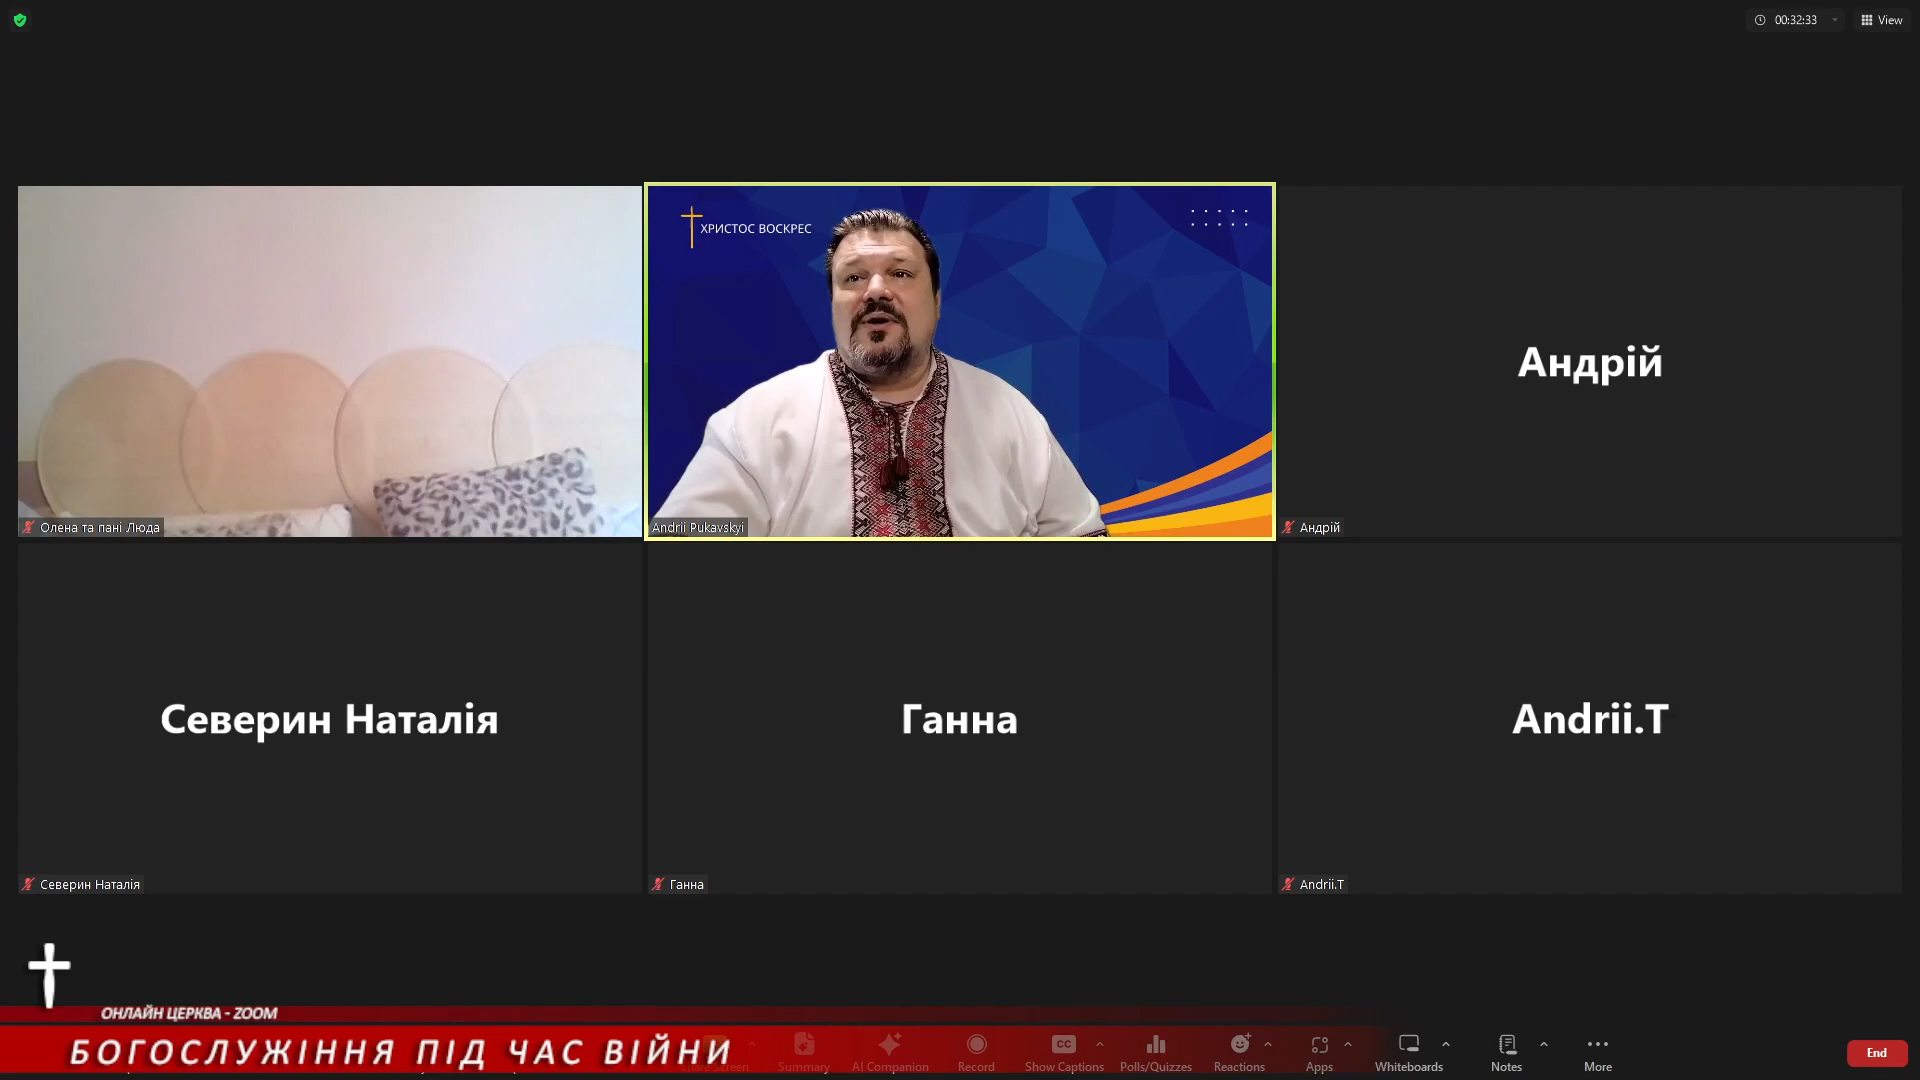 00:32:33
View
ХРИСТОС ВОСКРЕС
Андрій
Олена та пані Люда
Andrii Pukavskyi
Андрій
Северин Наталія
Ганна
Andrii.T
Северин Наталія
Ганна
Andrii.T
ОНЛАЙН ЦЕРКВА - ZOOM
БОГОСЛУЖІННЯ ПІД ЧАС ВІЙНИ
Screen
Summary
AI Companion
Record
CC
Show Captions
Polls/Quizzes
Reactions
Apps
Whiteboards
Notes
More
End